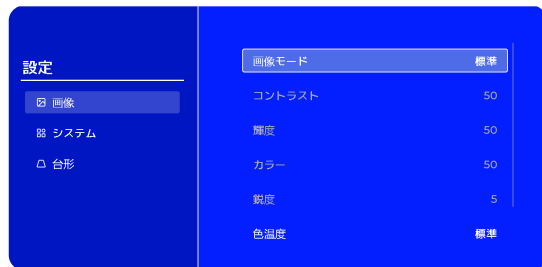 設定
画像
システム
台形
画像モード 標準
コントラスト 50
輝度 50
カラー 50
鋭度 5
色温度 標準